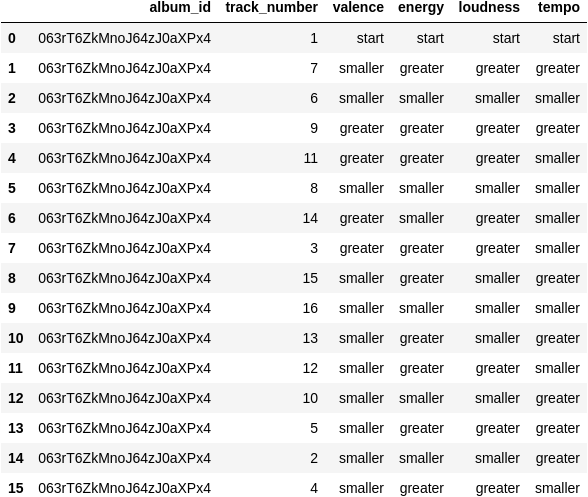 album_id track_number valence energy loudness tempo
0 063rT6ZkMnoJ64zJ0aXPx4 1 start start start start
1 063rT6ZkMnoJ64zJ0aXPx4 7 smaller greater greater greater
2 063rT6ZkMnoJ64zJ0aXPx4 6 smaller smaller smaller smaller
3 063rT6ZkMnoJ64zJ0aXPx4 9 greater greater greater greater
4 063rT6ZkMnoJ64zJ0aXPx4 11 greater greater greater smaller
5 063rT6ZkMnoJ64zJ0aXPx4 8 smaller smaller smaller smaller
6 063rT6ZkMnoJ64zJ0aXPx4 14 greater smaller greater smaller
7 063rT6ZkMnoJ64zJ0aXPx4 3 greater greater greater smaller
8 063rT6ZkMnoJ64zJ0aXPx4 15 smaller greater smaller greater
9 063rT6ZkMnoJ64zJ0aXPx4 16 smaller smaller smaller smaller
10 063rT6ZkMnoJ64zJ0aXPx4 13 smaller greater smaller greater
11 063rT6ZkMnoJ64zJ0aXPx4 12 smaller greater greater smaller
12 063rT6ZkMnoJ64zJ0aXPx4 10 smaller smaller smaller greater
13 063rT6ZkMnoJ64zJ0aXPx4 5 smaller greater greater greater
14 063rT6ZkMnoJ64zJ0aXPx4 2 smaller smaller smaller greater
15 063rT6ZkMnoJ64zJ0aXPx4 4 smaller greater greater smaller